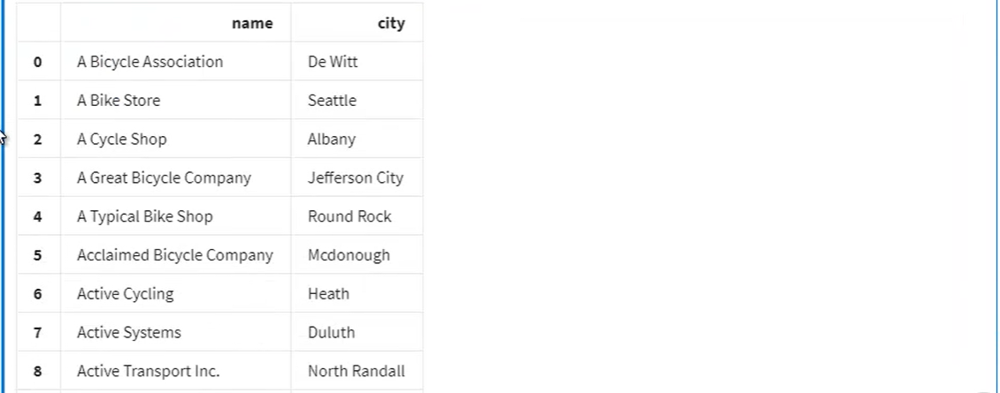 name city
0 A Bicycle Association De Witt
1 A Bike Store Seattle
2 A Cycle Shop Albany
3 A Great Bicycle Company Jefferson City
4 A Typical Bike Shop Round Rock
5 Acclaimed Bicycle Company Mcdonough
6 Active Cycling Heath
7 Active Systems Duluth
8 Active Transport Inc. North Randall